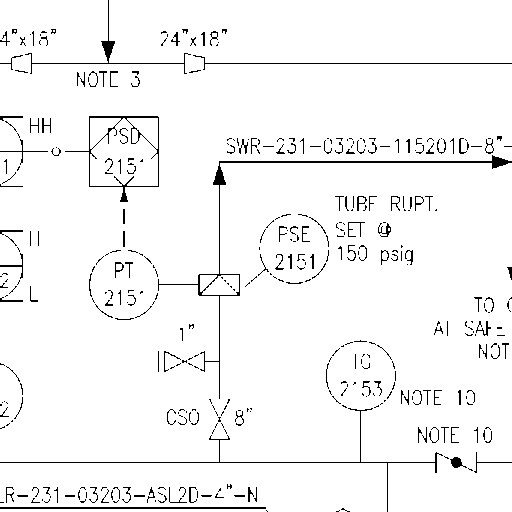 4"x18"
24"x18"
NOTE 3
HH
PSD
2151
1
SWR-231-03203-115201D-8"-
TUBE RUPT.
SET @
150 psig
PSE
2151
H
2
L
PT
2151
1"
TO
AT SAFE
NOT
TG
2153
NOTE 10
CSO
8"
2
NOTE 10
LR-231-03203-ASL2D-4"-N